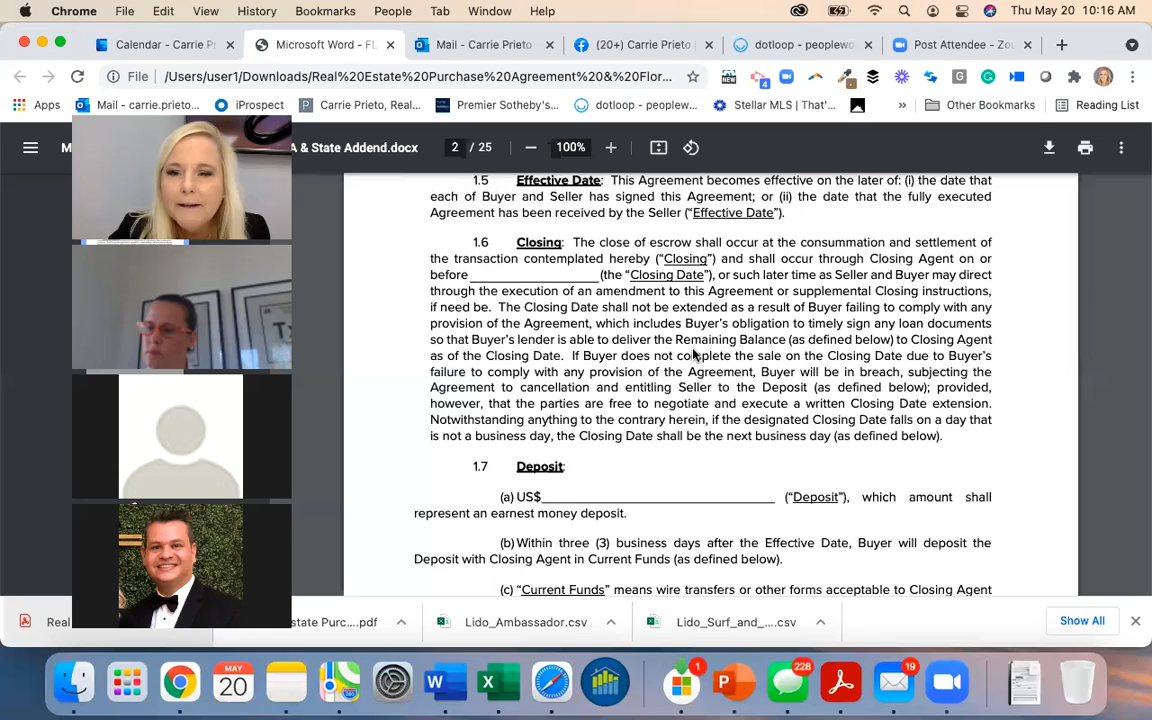 Chrome File Edit View History Bookmarks People Tab Window Help Thu May 20 10:16 AM
Calendar - Carrie P Microsoft Word - FL Mail - Carrie Prieto (20+) Carrie Prieto dotloop - peoplew Post Attendee - Zo
File /Users/user1/Downloads/Real%20Estate%20Purchase%20Agreement%20&%20Flor...
NEW 4
Apps Mail - carrie.prieto... iProspect Carrie Prieto, Real... Premier Sotheby's... dotloop - peoplew... Stellar MLS | That'... » Other Bookmarks Reading List
M A & State Addend.docx 2 / 25 100%
1.5 Effective Date: This Agreement becomes effective on the later of: (i) the date that
each of Buyer and Seller has signed this Agreement; or (ii) the date that the fully executed
Agreement has been received by the Seller (“Effective Date”).
1.6 Closing: The close of escrow shall occur at the consummation and settlement of
the transaction contemplated hereby (“Closing”) and shall occur through Closing Agent on or
before ____________________(the “Closing Date”), or such later time as Seller and Buyer may direct
through the execution of an amendment to this Agreement or supplemental Closing instructions,
if need be. The Closing Date shall not be extended as a result of Buyer failing to comply with any
provision of the Agreement, which includes Buyer’s obligation to timely sign any loan documents
so that Buyer’s lender is able to deliver the Remaining Balance (as defined below) to Closing Agent
as of the Closing Date. If Buyer does not complete the sale on the Closing Date due to Buyer’s
failure to comply with any provision of the Agreement, Buyer will be in breach, subjecting the
Agreement to cancellation and entitling Seller to the Deposit (as defined below); provided,
however, that the parties are free to negotiate and execute a written Closing Date extension.
Notwithstanding anything to the contrary herein, if the designated Closing Date falls on a day that
is not a business day, the Closing Date shall be the next business day (as defined below).
1.7 Deposit:
(a) US$____________________________________ (“Deposit”), which amount shall
represent an earnest money deposit.
(b) Within three (3) business days after the Effective Date, Buyer will deposit the
Deposit with Closing Agent in Current Funds (as defined below).
(c) “Current Funds” means wire transfers or other forms acceptable to Closing Agent
Real state Purc....pdf Lido_Ambassador.csv Lido_Surf_and_....csv Show All
MAY 20 1 228 19